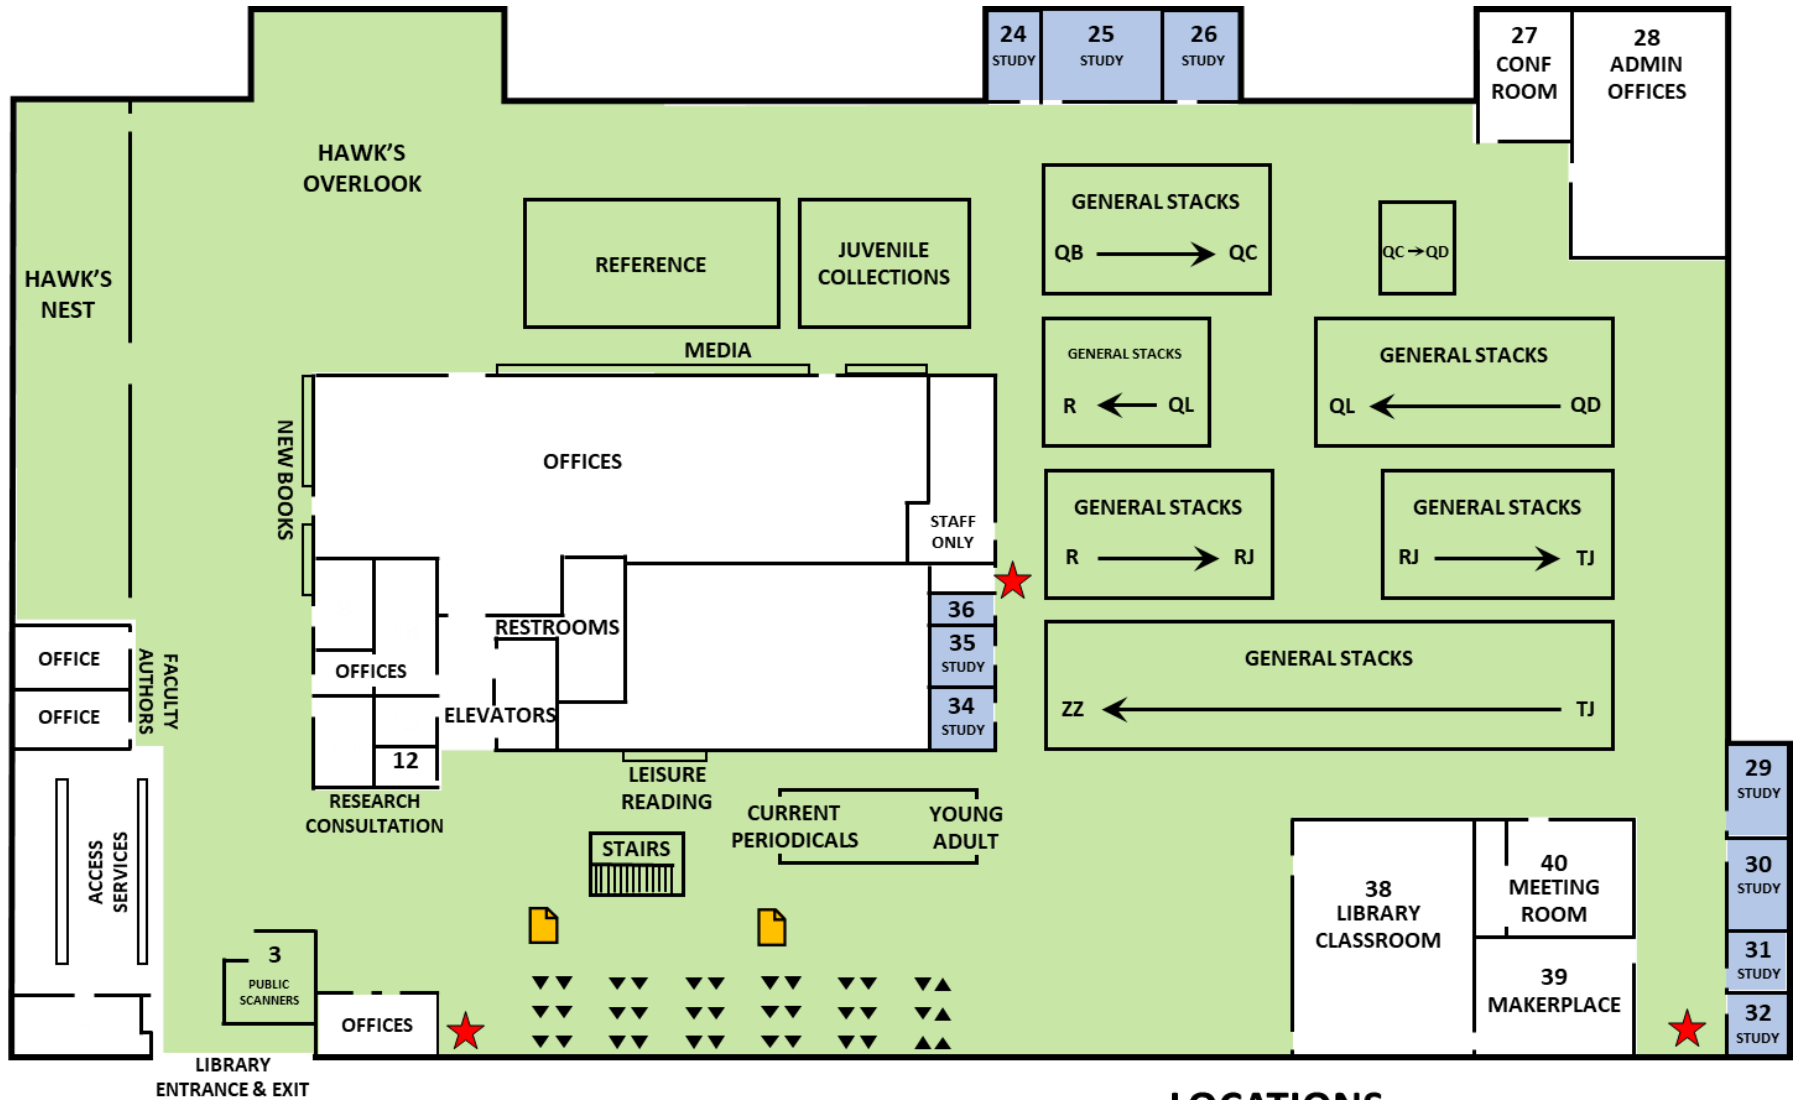 24
STUDY
25
STUDY
26
STUDY
27
CONF
ROOM
28
ADMIN
OFFICES
HAWK'S
OVERLOOK
HAWK'S
NEST
REFERENCE
JUVENILE
COLLECTIONS
GENERAL STACKS
QB QC
QC QD
MEDIA
GENERAL STACKS
R QL
GENERAL STACKS
QL QD
NEW BOOKS
OFFICES
STAFF
ONLY
GENERAL STACKS
R RJ
GENERAL STACKS
RJ TJ
36
35
STUDY
34
STUDY
RESTROOMS
OFFICES
ELEVATORS
12
OFFICE
OFFICE
FACULTY
AUTHORS
GENERAL STACKS
ZZ TJ
LEISURE
READING
RESEARCH
CONSULTATION
CURRENT
PERIODICALS
YOUNG
ADULT
STAIRS
ACCESS
SERVICES
3
PUBLIC
SCANNERS
OFFICES
LIBRARY
ENTRANCE & EXIT
38
LIBRARY
CLASSROOM
40
MEETING
ROOM
39
MAKERPLACE
29
STUDY
30
STUDY
31
STUDY
32
STUDY
LOCATIONS